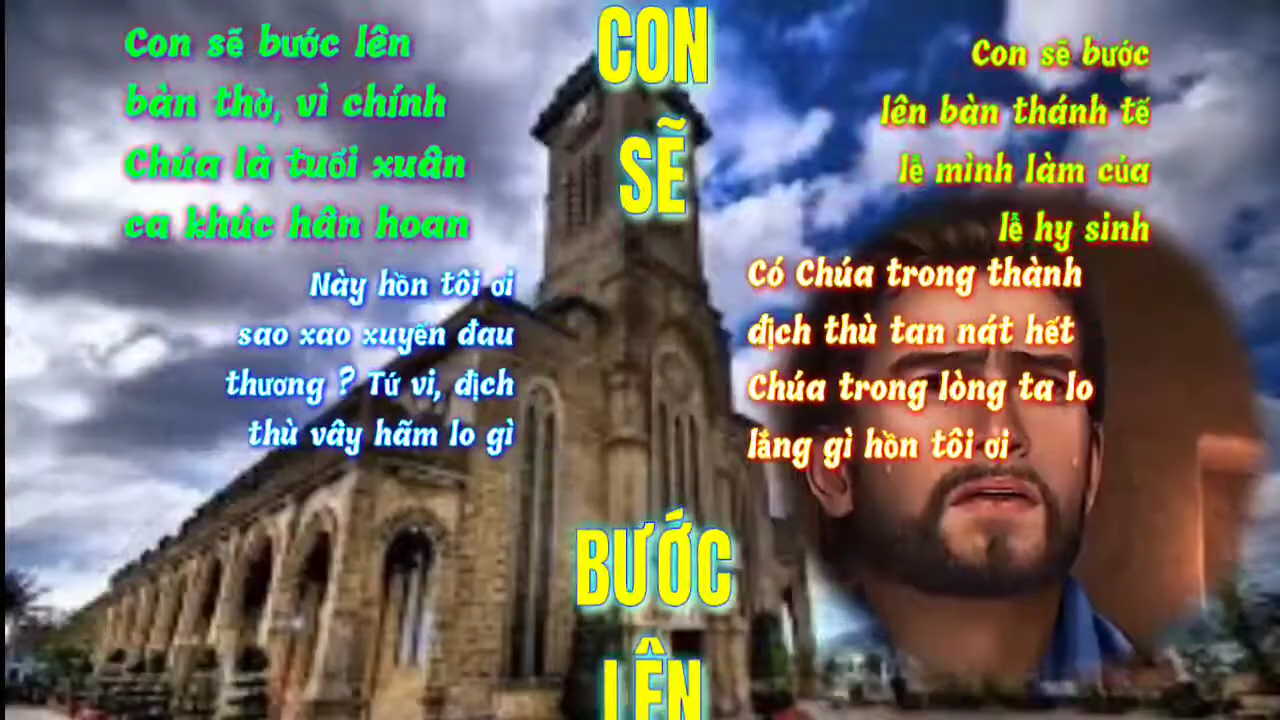 CON
SẼ
BƯỚC
LÊN
Con sẽ bước lên
bàn thờ, vì chính
Chúa là tuổi xuân
ca khúc hân hoan
Này hồn tôi ơi
sao xao xuyến đau
thương ? Tứ vi, địch
thù vây hãm lo gì
Con sẽ bước
lên bàn thánh tế
lễ mình làm của
lễ hy sinh
Có Chúa trong thành
địch thù tan nát hết
Chúa trong lòng ta lo
lắng gì hồn tôi ơi